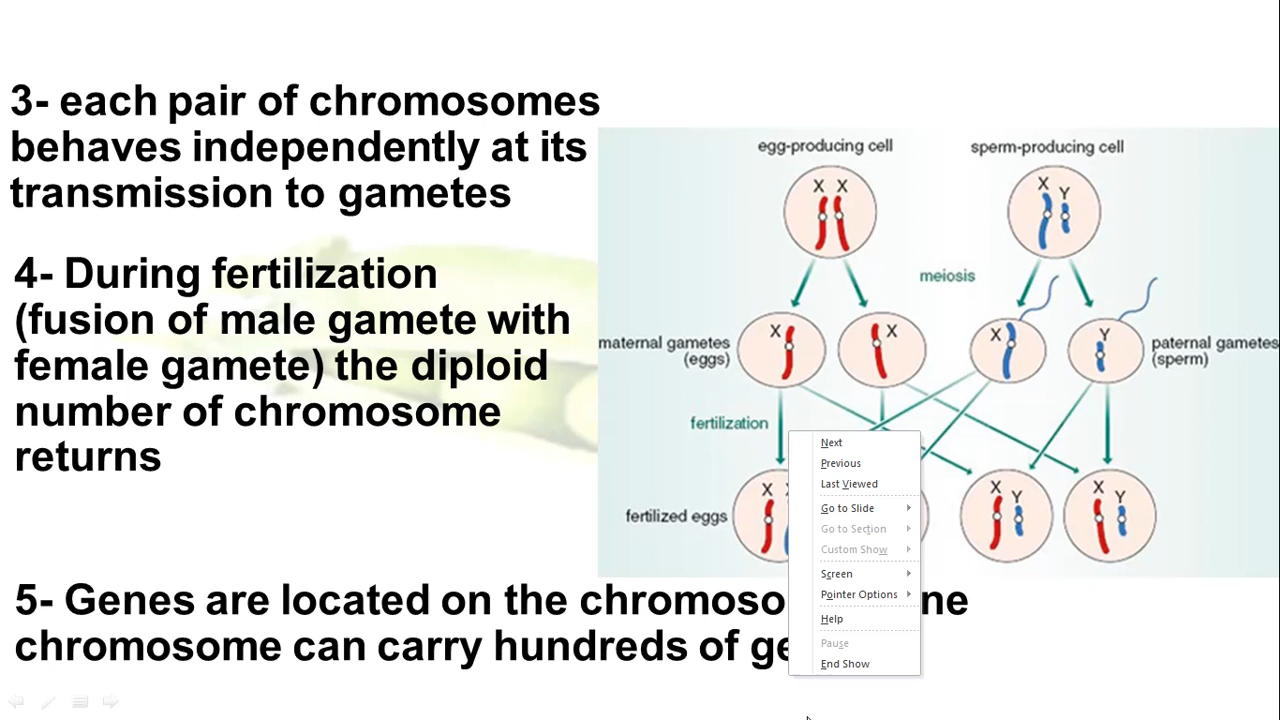 3- each pair of chromosomes
behaves independently at its
transmission to gametes
4- During fertilization
(fusion of male gamete with
female gamete) the diploid
number of chromosome
returns
5- Genes are located on the
chromosome can carry hundreds of
egg-producing cell
sperm-producing cell
X X
X Y
meiosis
maternal gametes
(eggs)
X
X
X
Y
paternal gametes
(sperm)
fertilization
fertilized eggs
X
X Y
X Y
Next
Previous
Last Viewed
Go to Slide
Go to Section
Custom Show
Screen
Pointer Options
Help
Pause
End Show